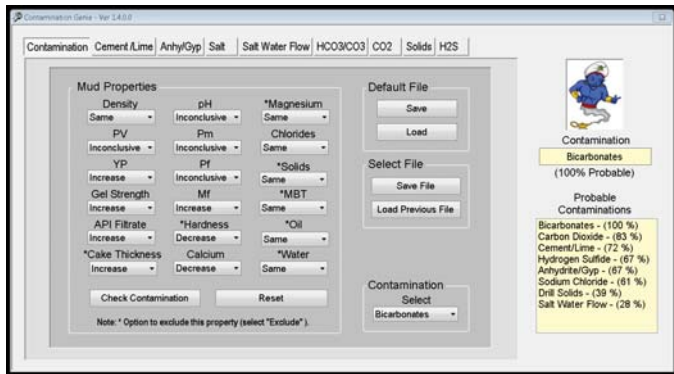 Contamination Genie - Ver 1.4.0.0
Contamination Cement /Lime Anhy/Gyp Salt Salt Water Flow HCO3/CO3 CO2 Solids H2S
Mud Properties
Density pH *Magnesium
Same Inconclusive Same
PV Pm Chlorides
Inconclusive Inconclusive Same
YP Pf *Solids
Increase Inconclusive Same
Gel Strength Mf *MBT
Increase Increase Same
API Filtrate *Hardness *Oil
Increase Decrease Same
*Cake Thickness Calcium *Water
Increase Decrease Same
Check Contamination Reset
Note: * Option to exclude this property (select "Exclude" ).
Default File
Save
Load
Select File
Save File
Load Previous File
Contamination
Select
Bicarbonates
Contamination
Bicarbonates
(100% Probable)
Probable
Contaminations
Bicarbonates - (100 %)
Carbon Dioxide - (83 %)
Cement/Lime - (72 %)
Hydrogen Sulfide - (67 %)
Anhydrite/Gyp - (67 %)
Sodium Chloride - (61 %)
Drill Solids - (39 %)
Salt Water Flow - (28 %)